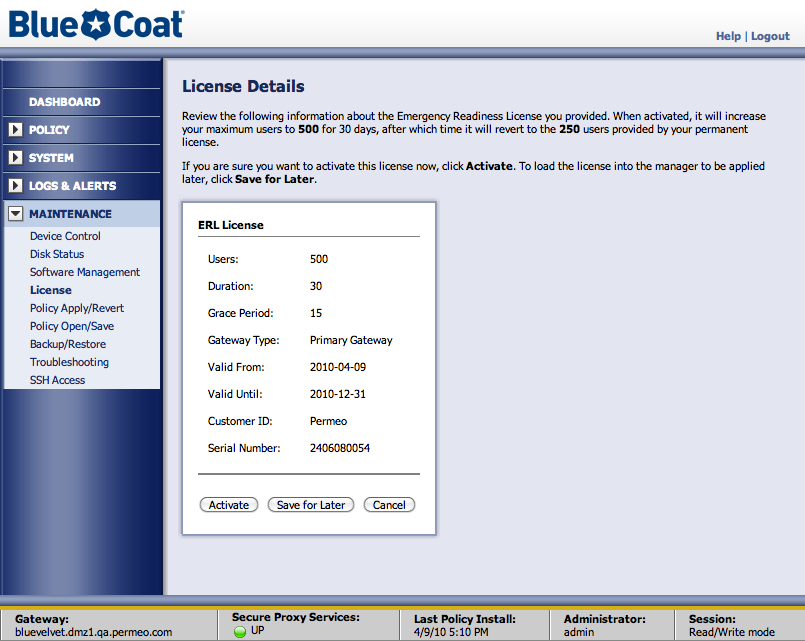 Blue Coat
Help | Logout
DASHBOARD
POLICY
SYSTEM
LOGS & ALERTS
MAINTENANCE
Device Control
Disk Status
Software Management
License
Policy Apply/Revert
Policy Open/Save
Backup/Restore
Troubleshooting
SSH Access
License Details
Review the following information about the Emergency Readiness License you provided. When activated, it will increase
your maximum users to 500 for 30 days, after which time it will revert to the 250 users provided by your permanent
license.
If you are sure you want to activate this license now, click Activate. To load the license into the manager to be applied
later, click Save for Later.
ERL License
Users: 500
Duration: 30
Grace Period: 15
Gateway Type: Primary Gateway
Valid From: 2010-04-09
Valid Until: 2010-12-31
Customer ID: Permeo
Serial Number: 2406080054
Activate Save for Later Cancel
Gateway:
bluevelvet.dmz1.qa.permeo.com
Secure Proxy Services:
UP
Last Policy Install:
4/9/10 5:10 PM
Administrator:
admin
Session:
Read/Write mode